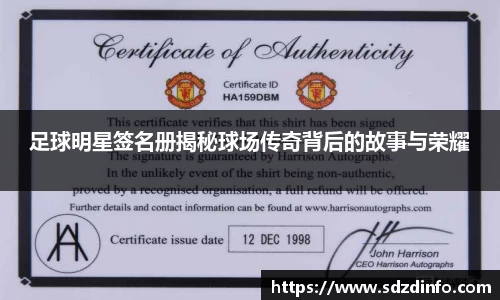 Certificate of Authenticity
Certificate ID
HA159DBM
This certificate verifies that this shirt has been signed
足球明星签名册揭秘球场传奇背后的故事与荣耀
The signature is guaranteed by Harrison Autographs.
In the unlikely event of the shirt being non-authentic,
proved by a recognised organisation, a full refund will be offered.
Further details and contact information can be found at www.harrisonautographs.com
Certificate issue date
12 DEC 1998
John Harrison
CEO Harrison Autographs
https://www.sdzdinfo.com